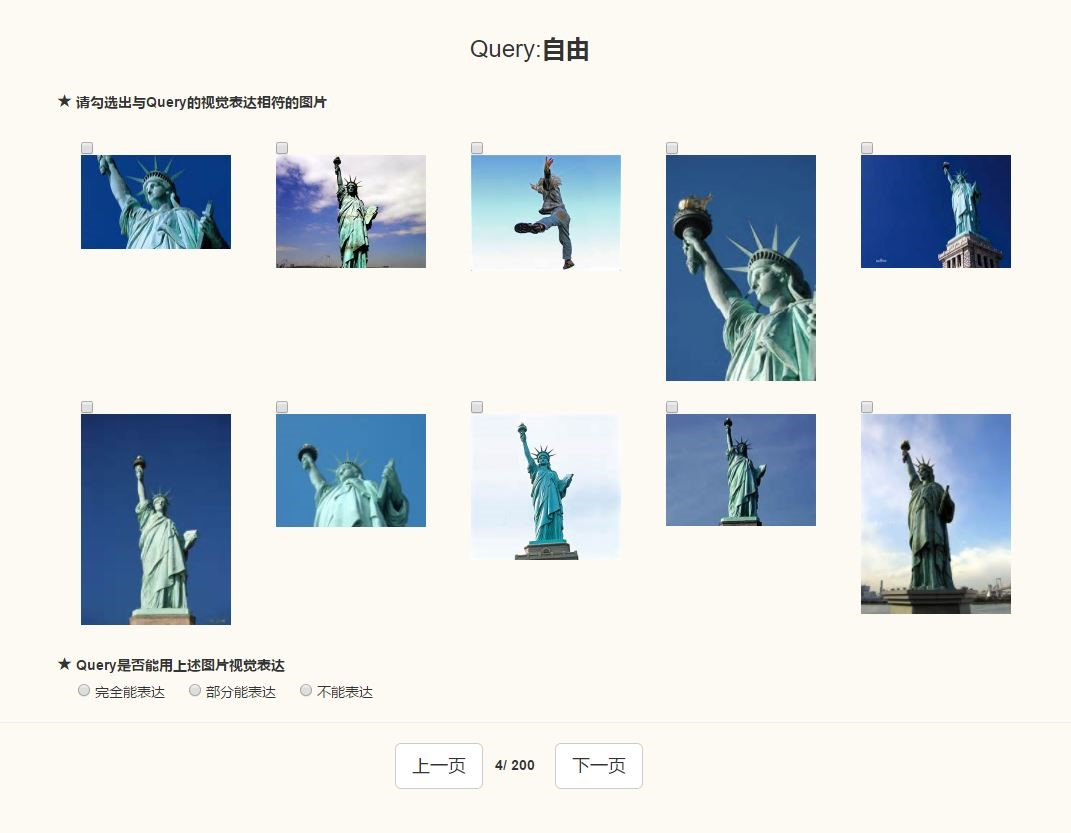 Query:自由
★ 请勾选出与Query的视觉表达相符的图片
★ Query是否能用上述图片视觉表达
完全能表达 部分能表达 不能表达
上一页 4/ 200 下一页